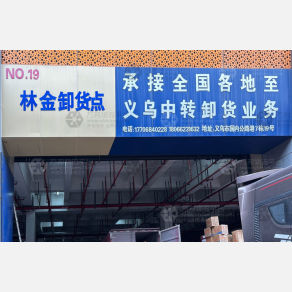 NO.19
林金卸货点
承接全国各地至
义乌中转卸货业务
电话:17706840228 18066228632 地址:义乌市国内公路港7栋19号